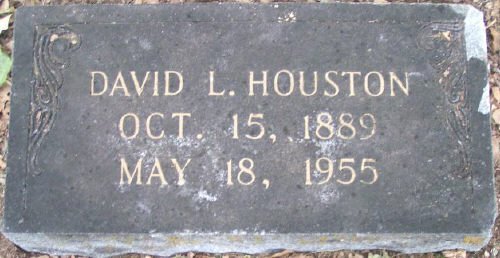 DAVID L. HOUSTON
OCT. 15, 1889
MAY 18, 1955